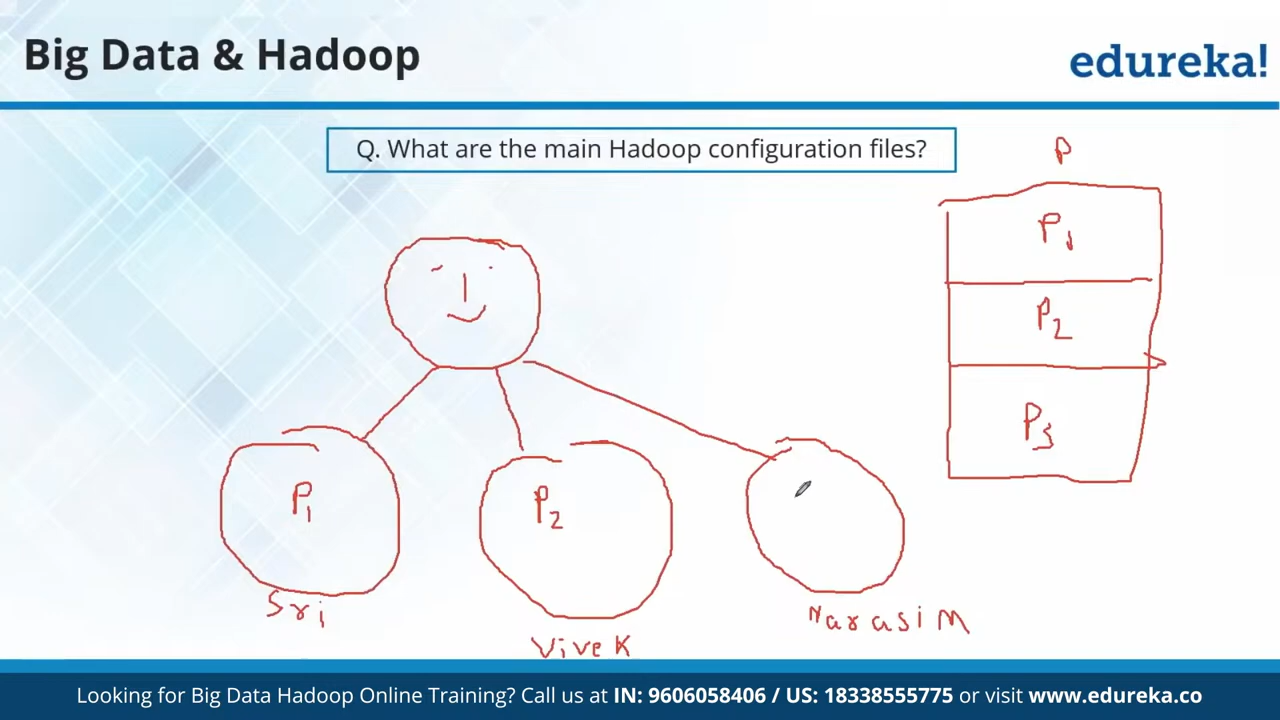 Big Data & Hadoop
edureka!
Q. What are the main Hadoop configuration files?
P
P1
P2
P3
P1
P2
Sri
Vivek
NarasiM
Looking for Big Data Hadoop Online Training? Call us at IN: 9606058406 / US: 18338555775 or visit www.edureka.co